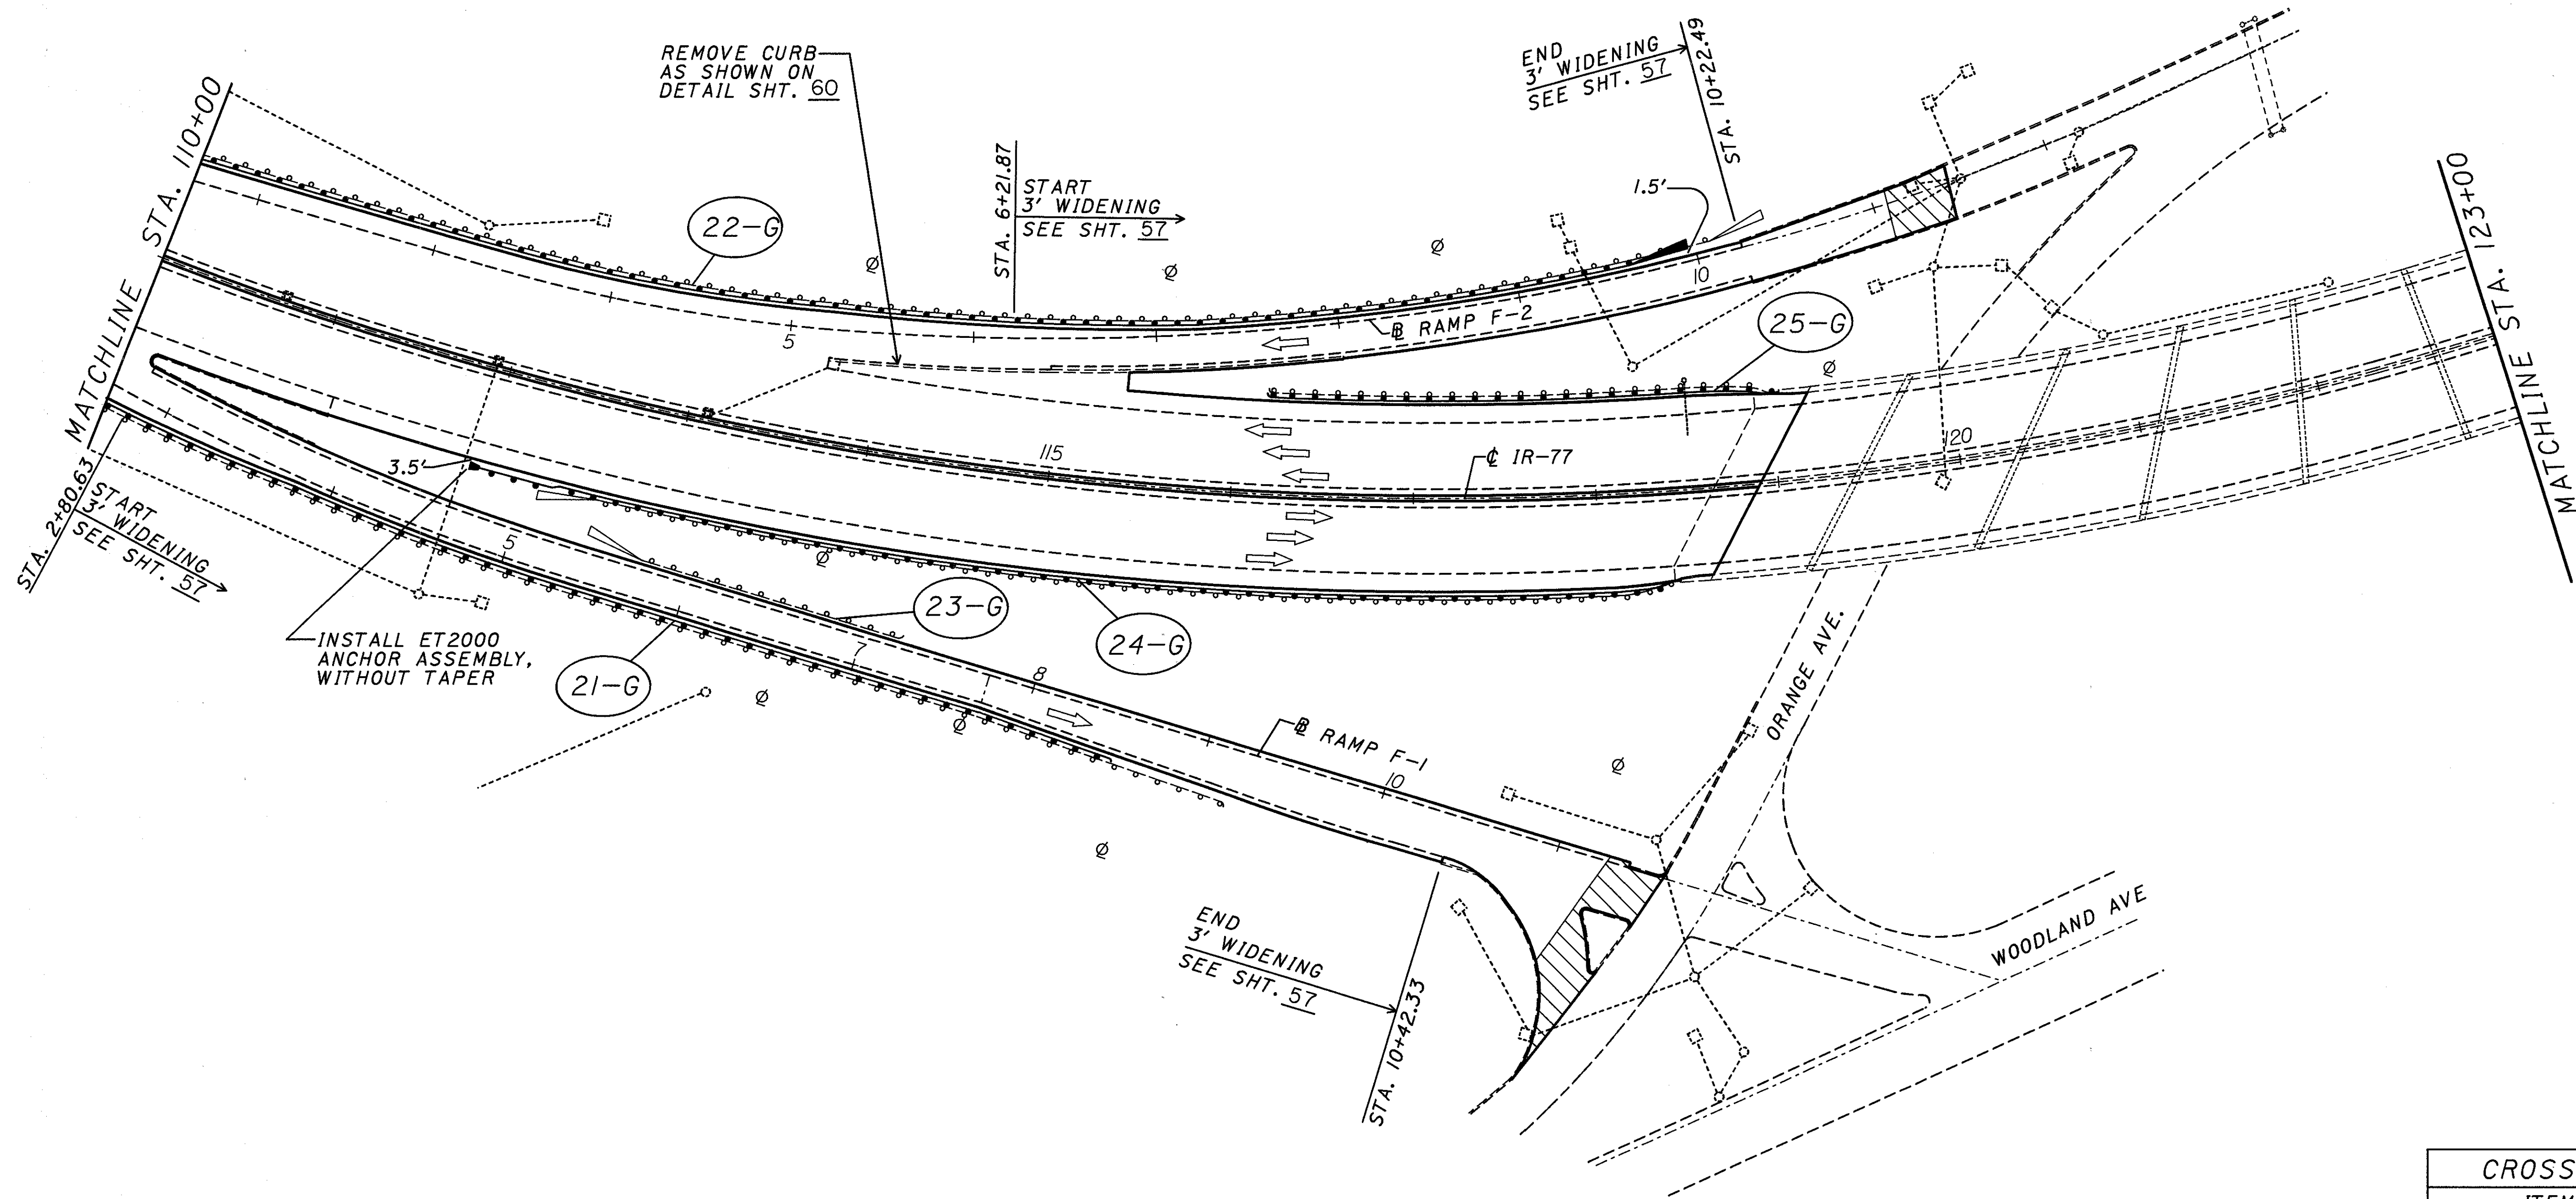 REMOVE CURB
AS SHOWN ON
DETAIL SHT. 60
END
3' WIDENING
SEE SHT. 57
STA. 10+22.49
MATCHLINE STA. 110+00
22-G
STA. 6+21.87
START
3' WIDENING
SEE SHT. 57
1.5'
10
5
℄ RAMP F-2
25-G
MATCHLINE STA. 123+00
115
120
℄ IR-77
3.5'
STA. 2+80.63
START
3' WIDENING
SEE SHT. 57
5
23-G
24-G
INSTALL ET2000
ANCHOR ASSEMBLY,
WITHOUT TAPER
21-G
7
8
RAMP F-1
10
ORANGE AVE.
WOODLAND AVE
END
3' WIDENING
SEE SHT. 57
STA. 10+42.33
CROSS